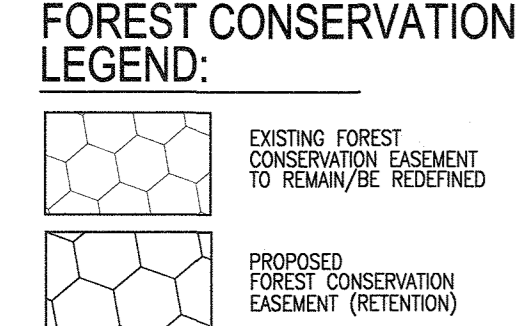 FOREST CONSERVATION
LEGEND:
EXISTING FOREST
CONSERVATION EASEMENT
TO REMAIN/BE REDEFINED
PROPOSED
FOREST CONSERVATION
EASEMENT (RETENTION)